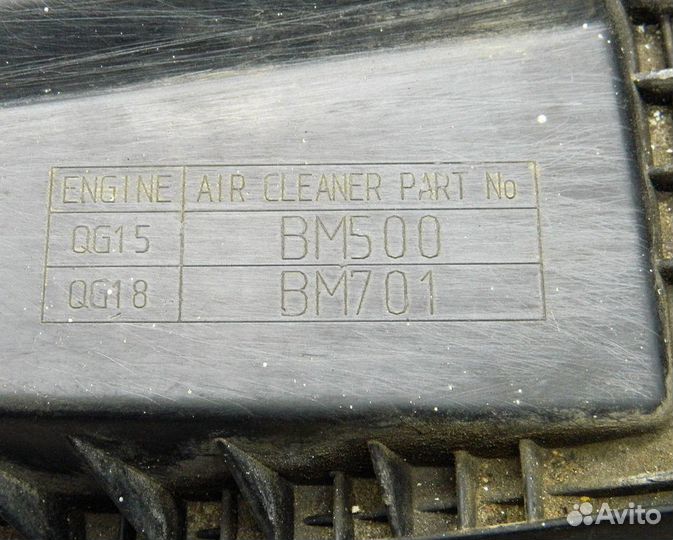 ENGINE AIR CLEANER PART No
QG15 BM500
QG18 BM701
Avito